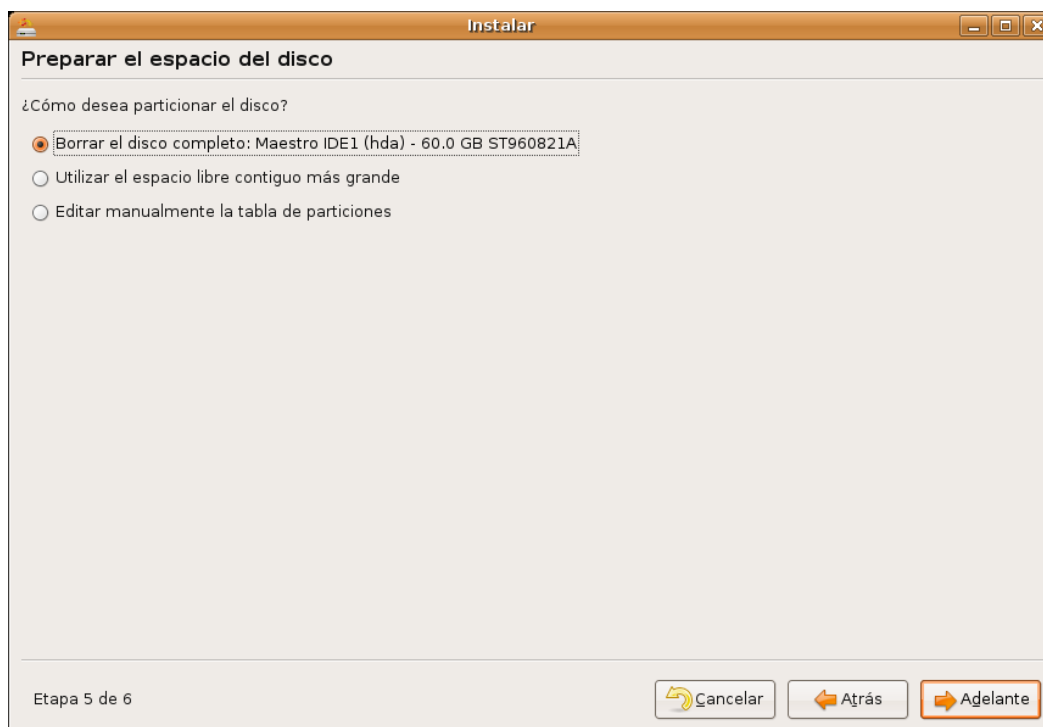 Instalar
Preparar el espacio del disco
¿Cómo desea particionar el disco?
Borrar el disco completo: Maestro IDE1 (hda) - 60.0 GB ST960821A
Utilizar el espacio libre contiguo más grande
Editar manualmente la tabla de particiones
Etapa 5 de 6
Cancelar
Atrás
Adelante